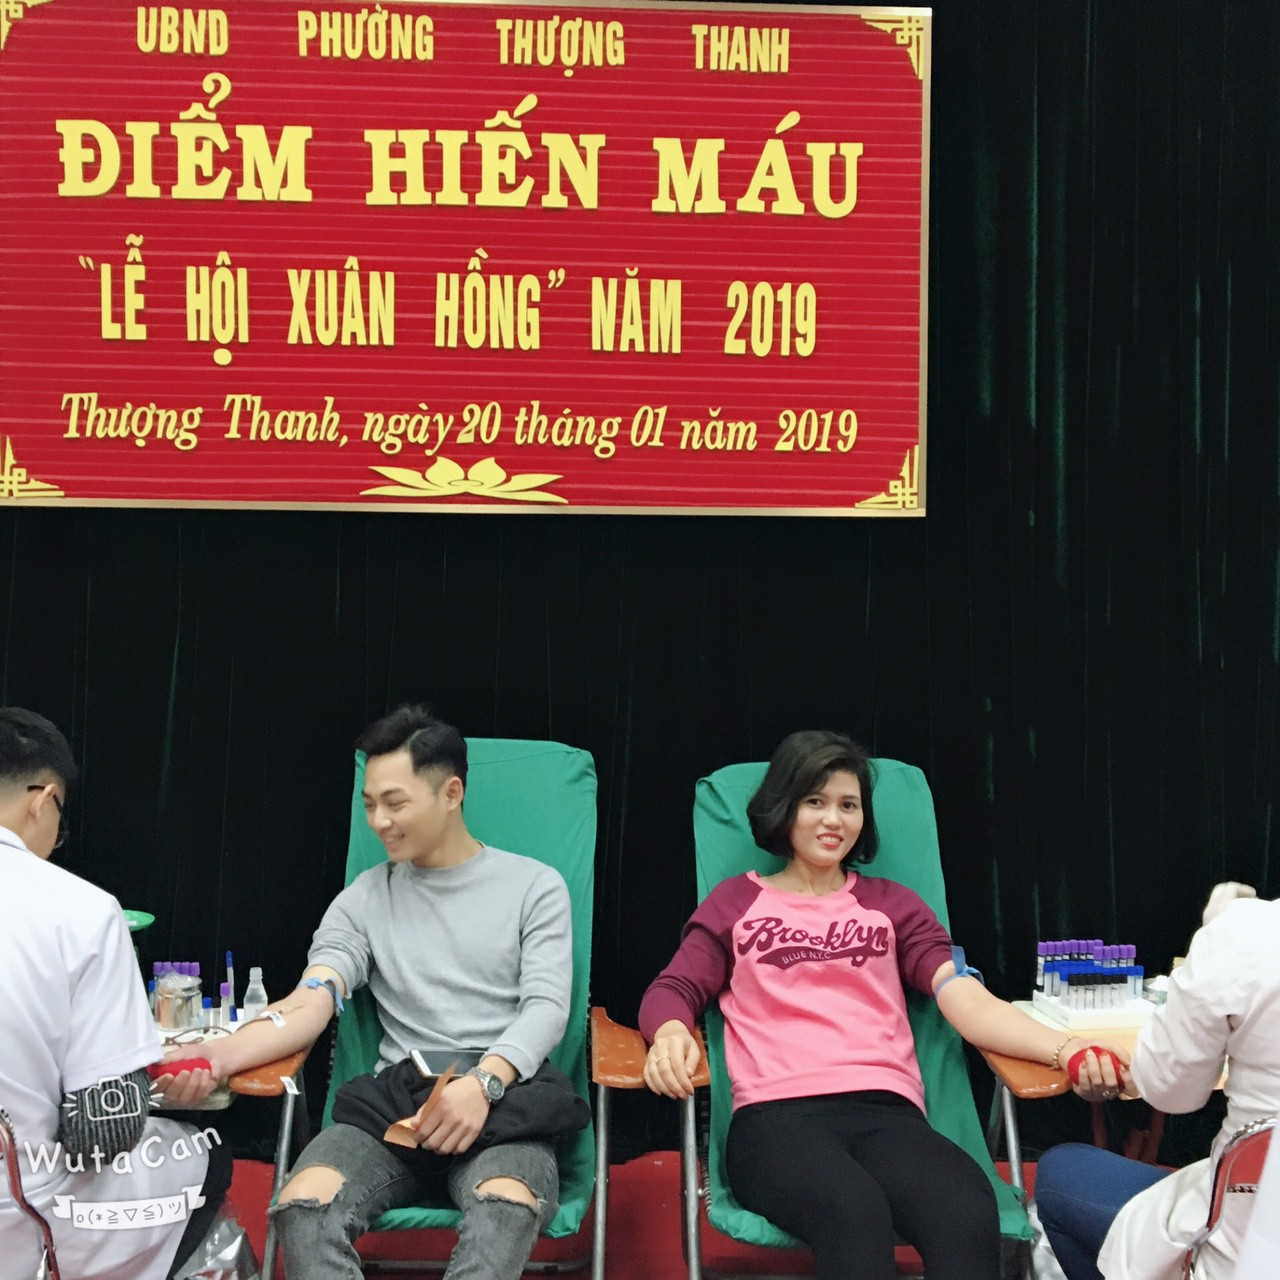 UBND PHƯỜNG THƯỢNG THANH
ĐIỂM HIẾN MÁU
"LỄ HỘI XUÂN HỒNG" NĂM 2019
Thượng Thanh, ngày 20 tháng 01 năm 2019
Brooklyn
BLUE N.Y.C
WutaCam
o(*≧▽≦)ツ